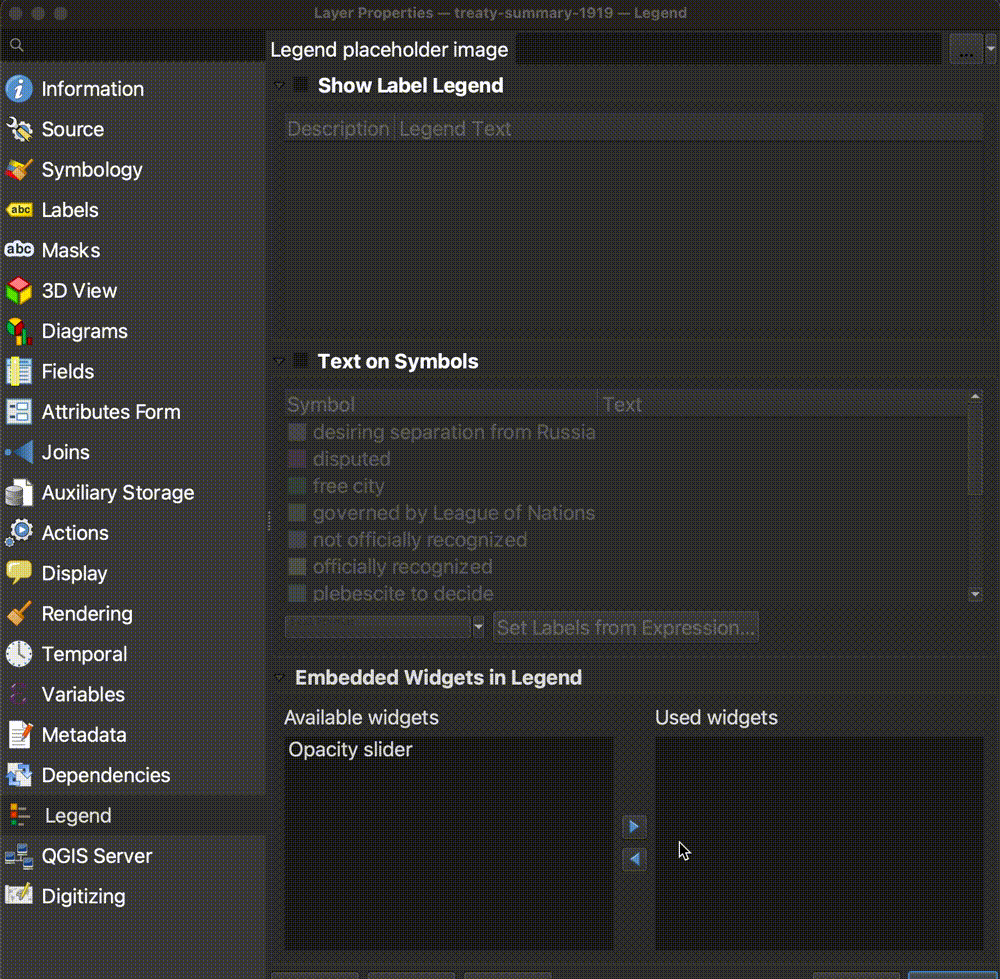 Layer Properties — treaty-summary-1919 — Legend
Legend placeholder image
...
Information
Source
Symbology
abc Labels
abc Masks
3D View
Diagrams
Fields
Attributes Form
Joins
Auxiliary Storage
Actions
Display
Rendering
Temporal
Variables
Metadata
Dependencies
Legend
QGIS Server
Digitizing
Show Label Legend
Description Legend Text
Text on Symbols
Symbol Text
desiring separation from Russia
disputed
free city
governed by League of Nations
not officially recognized
officially recognized
plebescite to decide
Set Labels from Expression...
Embedded Widgets in Legend
Available widgets Used widgets
Opacity slider